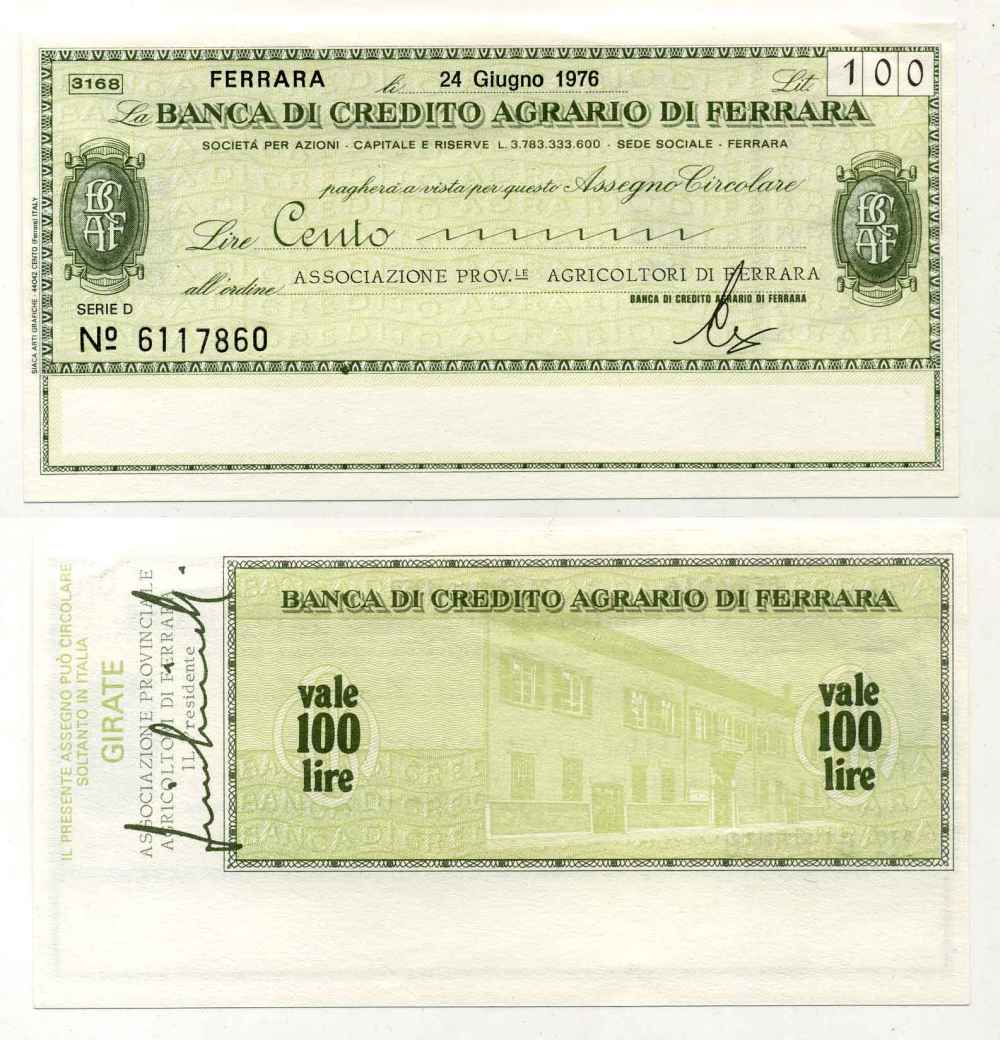 3168 FERRARA li 24 Giugno 1976 Lit. 100
La BANCA DI CREDITO AGRARIO DI FERRARA
SOCIETÁ PER AZIONI - CAPITALE E RISERVE L. 3.783.333.600 - SEDE SOCIALE - FERRARA
pagherà a vista per questo Assegno Circolare
BCAF
BCAF
Lire Cento
all'ordine ASSOCIAZIONE PROV.LE AGRICOLTORI DI FERRARA
BANCA DI CREDITO AGRARIO DI FERRARA
SERIE D
Nº 6117860
SIACA ARTI GRAFICHE 44042 CENTO (Ferrara) ITALY
IL PRESENTE ASSEGNO PUÒ CIRCOLARE
SOLTANTO IN ITALIA
GIRATE
ASSOCIAZIONE PROVINCIALE
AGRICOLTORI DI FERRARA
IL Presidente
BANCA DI CREDITO AGRARIO DI FERRARA
vale
100
lire
vale
100
lire